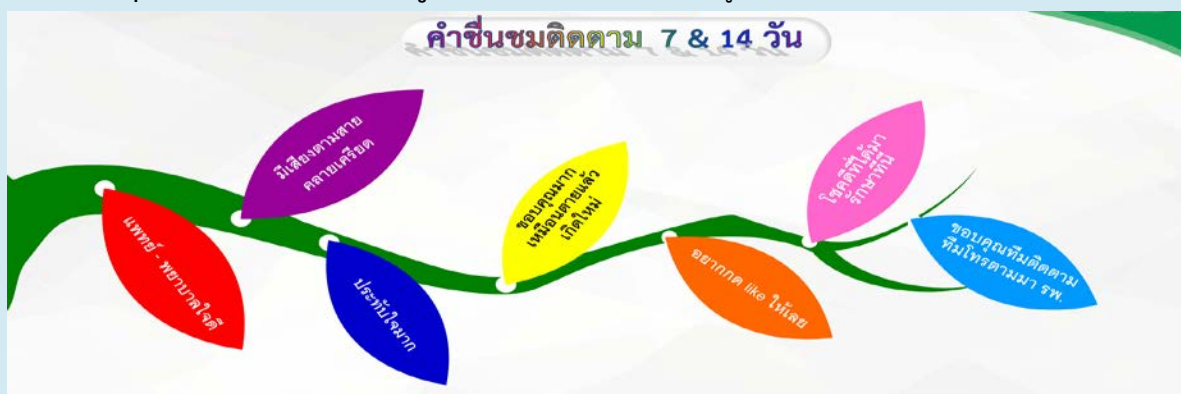 คำชื่นชมติดตาม 7 & 14 วัน
แพทย์ - พยาบาลใจดี
มีเสียงตามสาย
คลายเครียด
ประทับใจมาก
ขอบคุณมาก
เหมือนตายแล้ว
เกิดใหม่
อยากกด like ให้เลย
โชคดีที่ได้มา
รักษาที่นี่
ขอบคุณทีมติดตาม
ทีมโทรตามมา รพ.